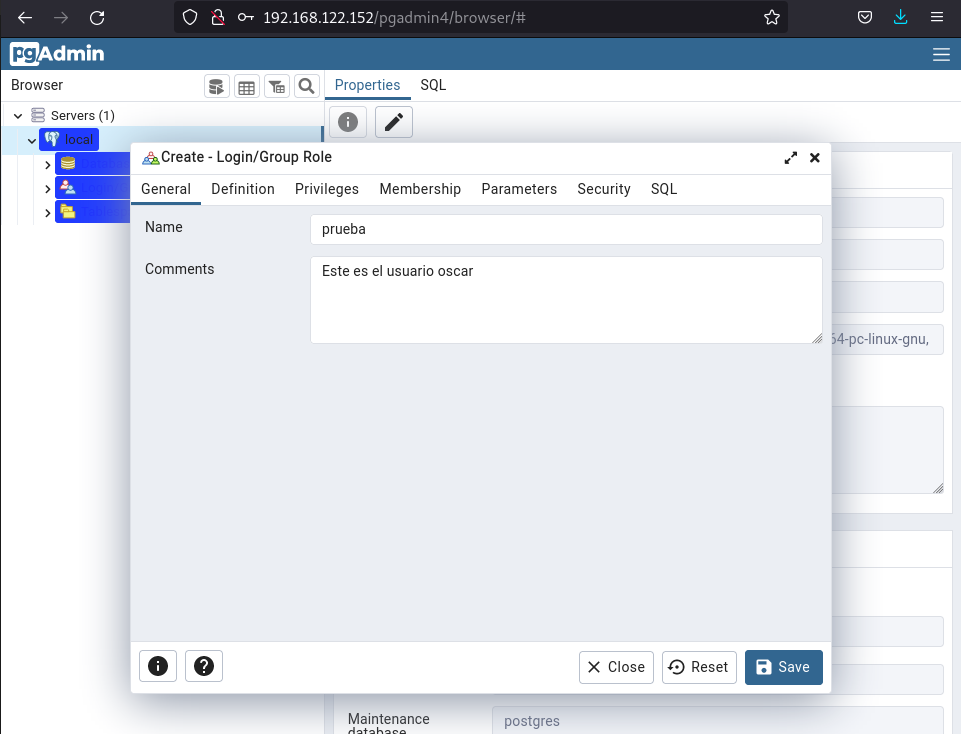 192.168.122.152/pgadmin4/browser/#
pgAdmin
Browser
Properties
SQL
Servers (1)
local
Create - Login/Group Role
General
Definition
Privileges
Membership
Parameters
Security
SQL
Name
prueba
Comments
Este es el usuario oscar
64-pc-linux-gnu,
Close
Reset
Save
Maintenance
database
postgres